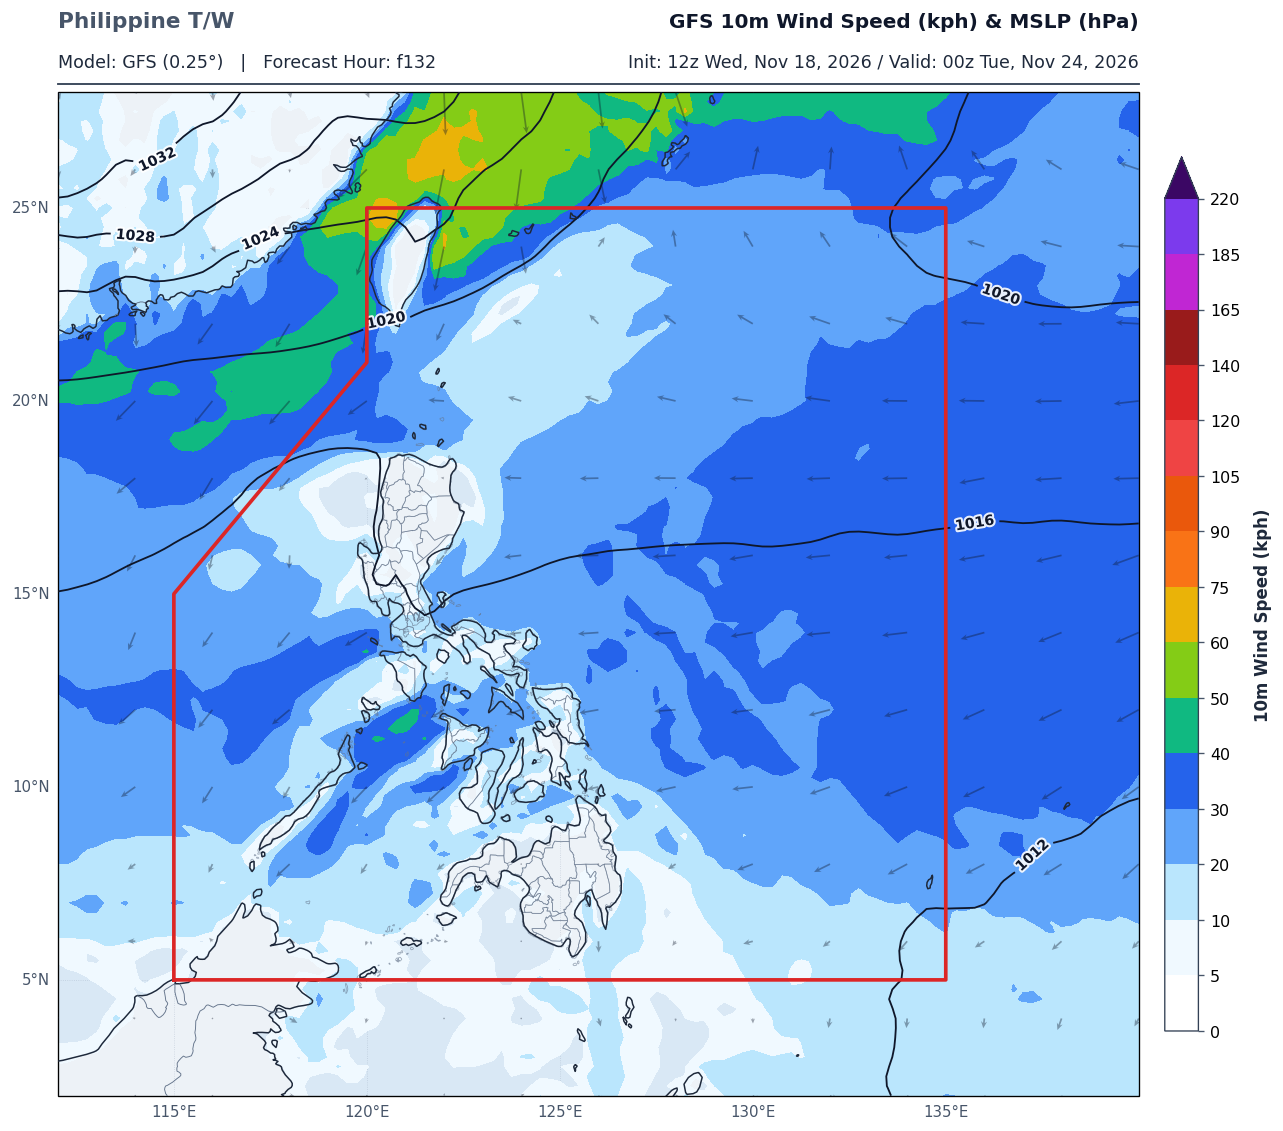 Philippine T/W
GFS 10m Wind Speed (kph) & MSLP (hPa)
Model: GFS (0.25°)   |   Forecast Hour: f132
Init: 12z Wed, Nov 18, 2026 / Valid: 00z Tue, Nov 24, 2026
1032
1028
1024
1020
1020
1016
1012
25°N
20°N
15°N
10°N
5°N
115°E
120°E
125°E
130°E
135°E
220
185
165
140
120
105
90
75
60
50
40
30
20
10
5
0
10m Wind Speed (kph)